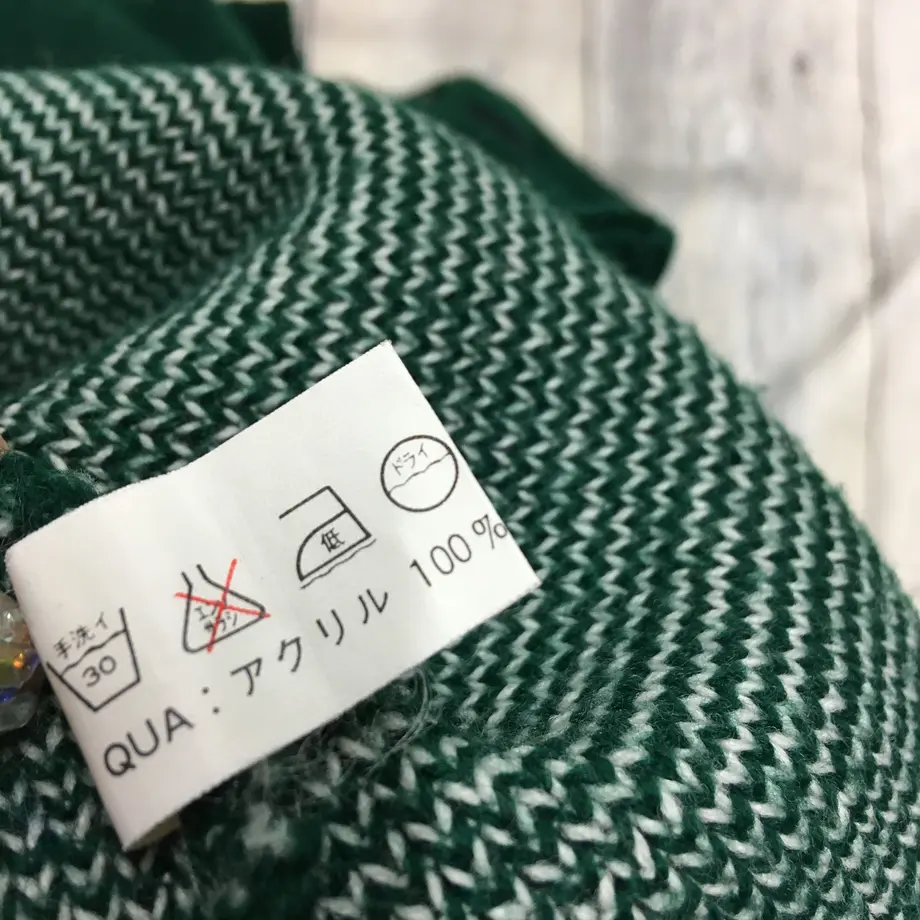 手洗イ
30
エンソ
サラシ
低
ドライ
QUA：アクリル 100%